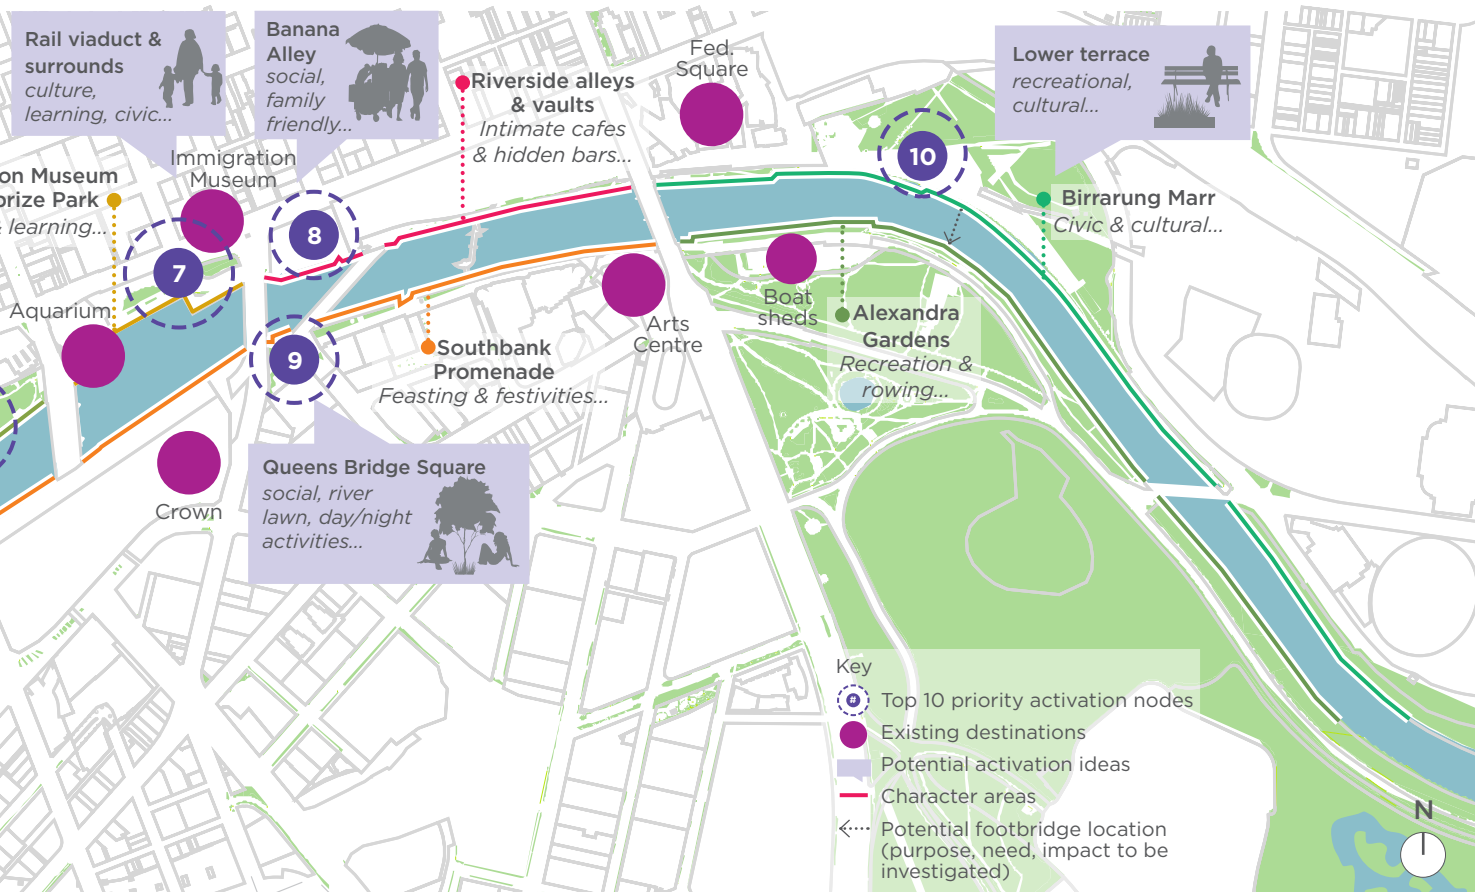 Rail viaduct &
surrounds
culture,
learning, civic...
Banana
Alley
social,
family
friendly...
Riverside alleys
& vaults
Intimate cafes
& hidden bars...
Fed.
Square
Lower terrace
recreational,
cultural...
10
Immigration
Museum
on Museum
prize Park
& learning...
Birrarung Marr
Civic & cultural...
8
7
Aquarium
Boat
sheds
Alexandra
Gardens
Recreation &
rowing...
Arts
Centre
9
Southbank
Promenade
Feasting & festivities...
Crown
Queens Bridge Square
social, river
lawn, day/night
activities...
Key
# Top 10 priority activation nodes
Existing destinations
Potential activation ideas
Character areas
Potential footbridge location
(purpose, need, impact to be
investigated)
N